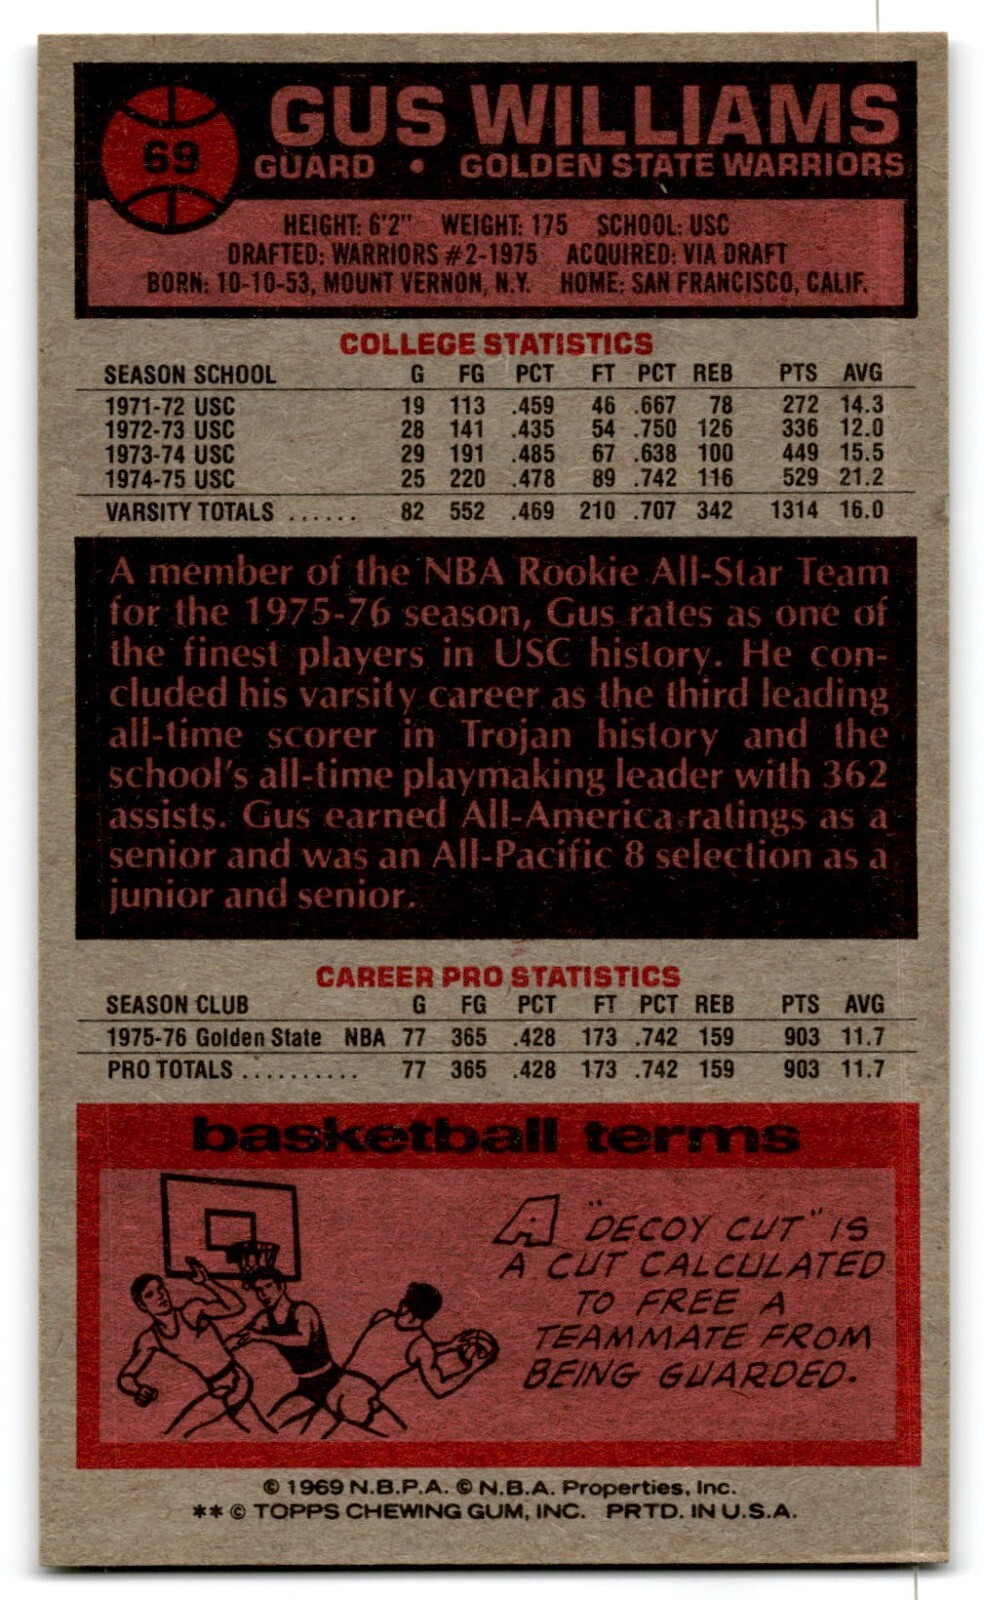 69
GUS WILLIAMS
GUARD • GOLDEN STATE WARRIORS
HEIGHT: 6'2" WEIGHT: 175 SCHOOL: USC
DRAFTED: WARRIORS #2-1975 ACQUIRED: VIA DRAFT
BORN: 10-10-53, MOUNT VERNON, N.Y. HOME: SAN FRANCISCO, CALIF.
COLLEGE STATISTICS
SEASON SCHOOL G FG PCT FT PCT REB PTS AVG
1971-72 USC 19 113 .459 46 .667 78 272 14.3
1972-73 USC 28 141 .435 54 .750 126 336 12.0
1973-74 USC 29 191 .485 67 .638 100 449 15.5
1974-75 USC 25 220 .478 89 .742 116 529 21.2
VARSITY TOTALS ...... 82 552 .469 210 .707 342 1314 16.0
A member of the NBA Rookie All-Star Team
for the 1975-76 season, Gus rates as one of
the finest players in USC history. He con-
cluded his varsity career as the third leading
all-time scorer in Trojan history and the
school's all-time playmaking leader with 362
assists. Gus earned All-America ratings as a
senior and was an All-Pacific 8 selection as a
junior and senior.
CAREER PRO STATISTICS
SEASON CLUB G FG PCT FT PCT REB PTS AVG
1975-76 Golden State NBA 77 365 .428 173 .742 159 903 11.7
PRO TOTALS .......... 77 365 .428 173 .742 159 903 11.7
basketball terms
A "DECOY CUT" IS
A CUT CALCULATED
TO FREE A
TEAMMATE FROM
BEING GUARDED.
© 1969 N.B.P.A. © N.B.A. Properties, Inc.
** © TOPPS CHEWING GUM, INC. PRTD. IN U.S.A.